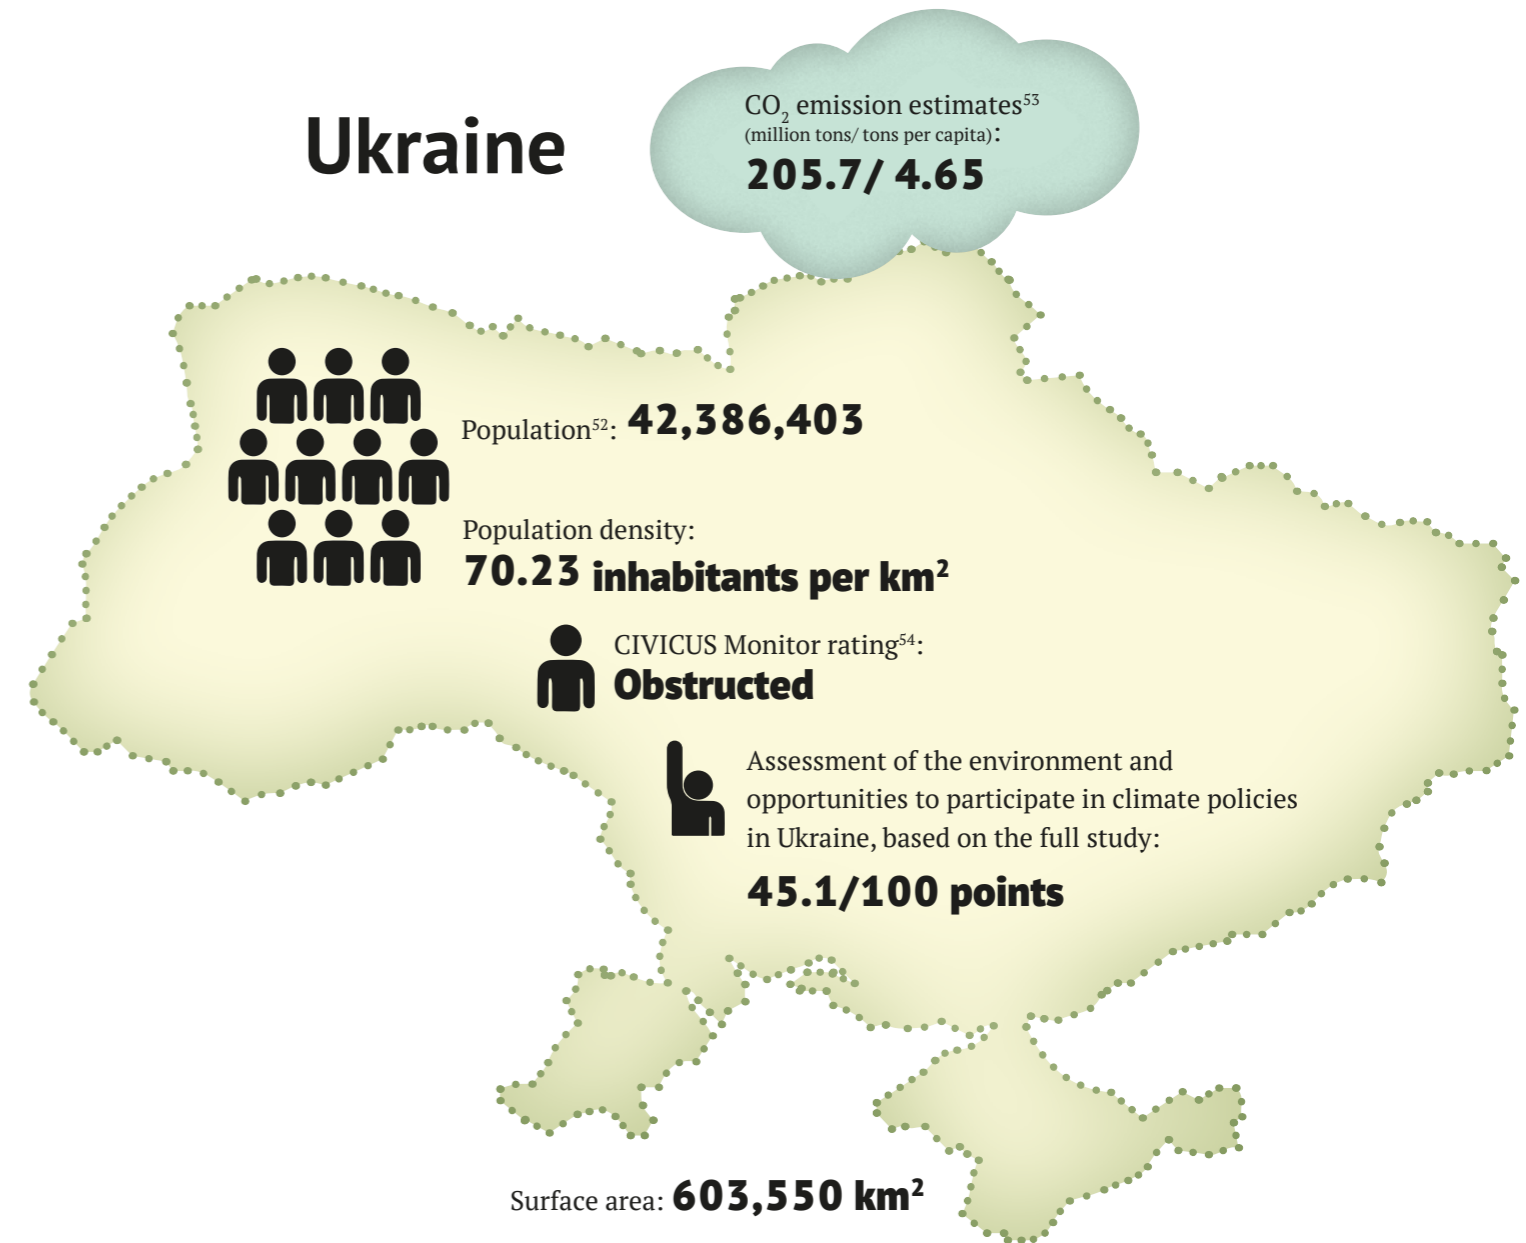 Ukraine
CO₂ emission estimates⁵³
(million tons/ tons per capita):
205.7/ 4.65
Population⁵²: 42,386,403
Population density:
70.23 inhabitants per km²
CIVICUS Monitor rating⁵⁴:
Obstructed
Assessment of the environment and
opportunities to participate in climate policies
in Ukraine, based on the full study:
45.1/100 points
Surface area: 603,550 km²